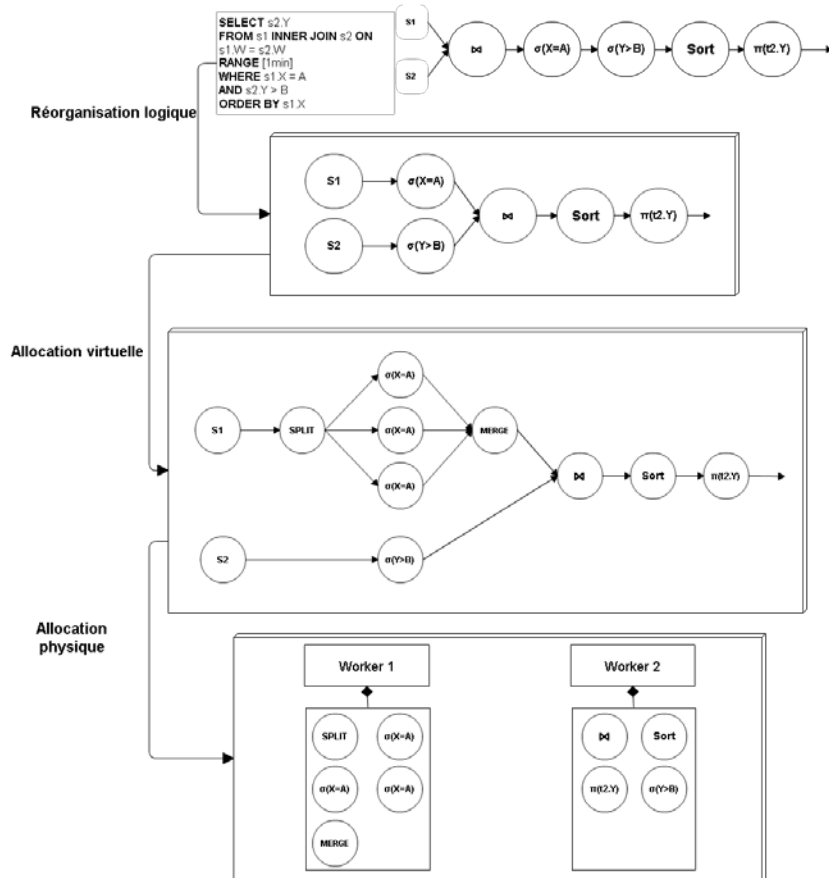 SELECT s2.Y
FROM s1 INNER JOIN s2 ON
s1.W = s2.W
RANGE [1min]
WHERE s1.X = A
AND s2.Y > B
ORDER BY s1.X
S1
S2
⋈
σ(X=A)
σ(Y>B)
Sort
π(t2.Y)
Réorganisation logique
S1
σ(X=A)
S2
σ(Y>B)
⋈
Sort
π(t2.Y)
Allocation virtuelle
S1
SPLIT
σ(X=A)
σ(X=A)
σ(X=A)
MERGE
S2
σ(Y>B)
⋈
Sort
π(t2.Y)
Allocation
physique
Worker 1
SPLIT
σ(X=A)
σ(X=A)
σ(X=A)
MERGE
Worker 2
⋈
Sort
π(t2.Y)
σ(Y>B)